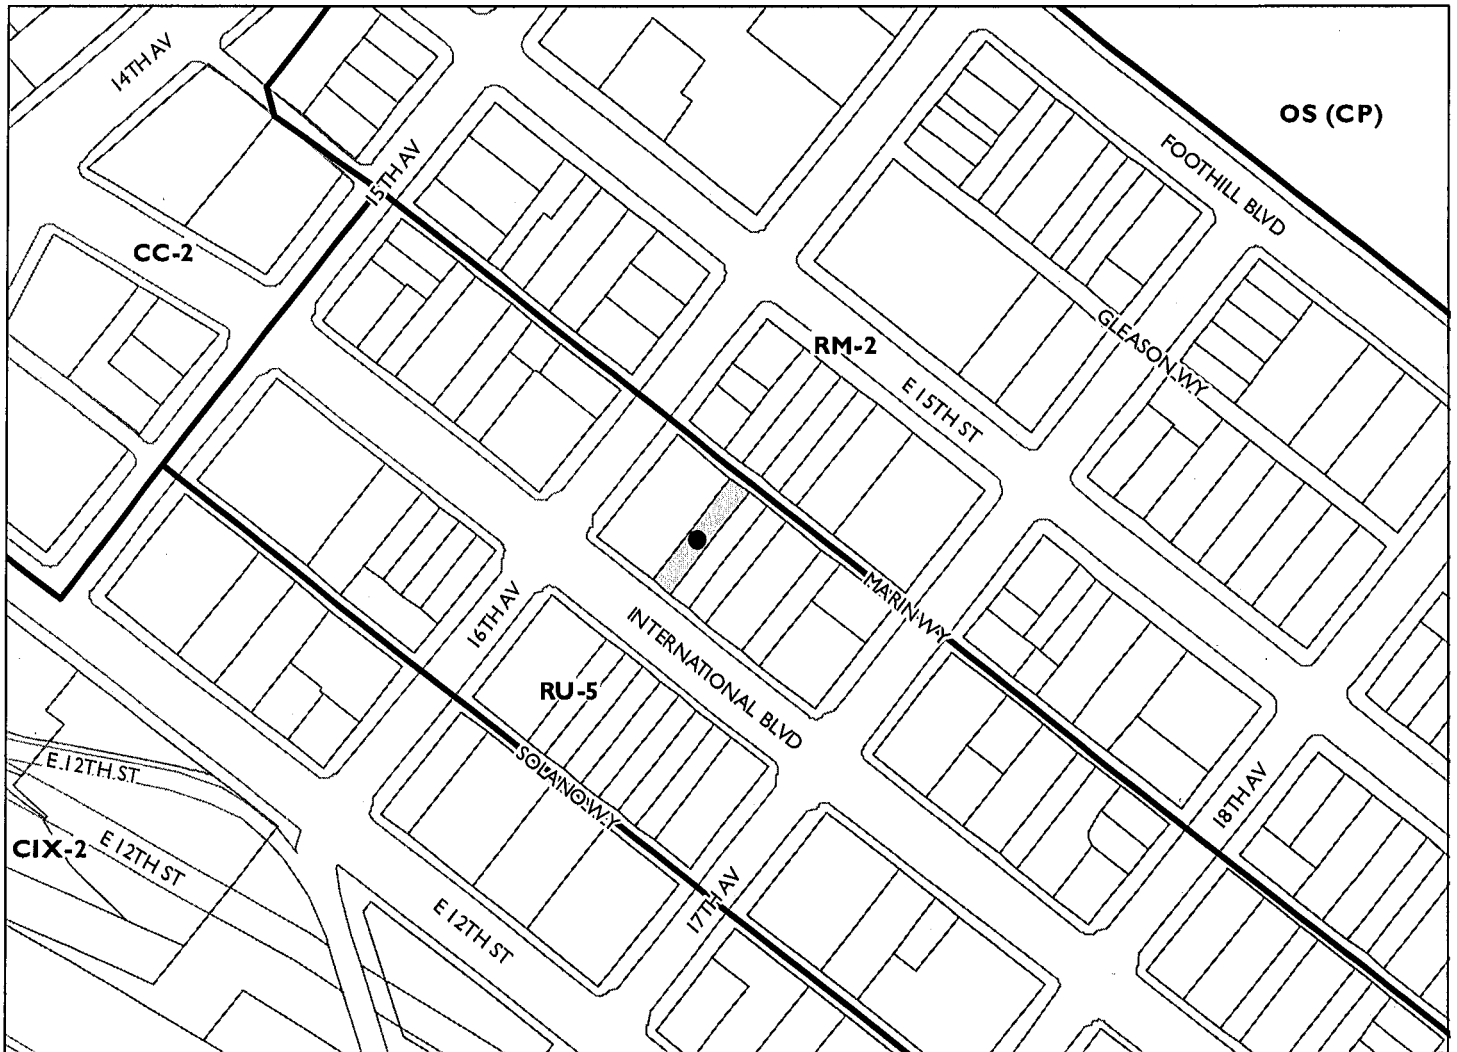 14TH AV
OS (CP)
FOOTHILL BLVD
15TH AV
CC-2
GLEASON WY
RM-2
E 15TH ST
MARIN WY
16TH AV
INTERNATIONAL BLVD
RU-5
SOLANO WY
E 12TH ST
18TH AV
CIX-2
E 12TH ST
17TH AV
E 12TH ST